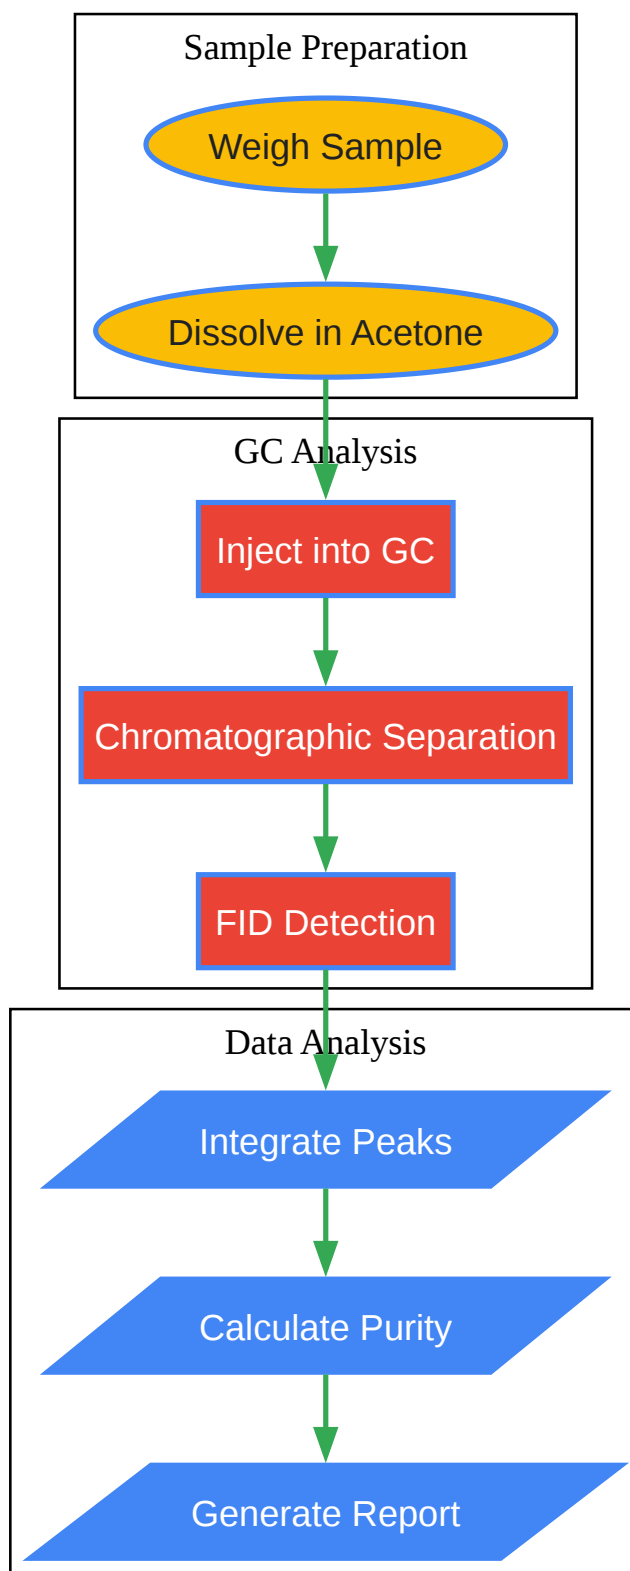 Sample Preparation
Weigh Sample
Dissolve in Acetone
GC Analysis
Inject into GC
Chromatographic Separation
FID Detection
Data Analysis
Integrate Peaks
Calculate Purity
Generate Report